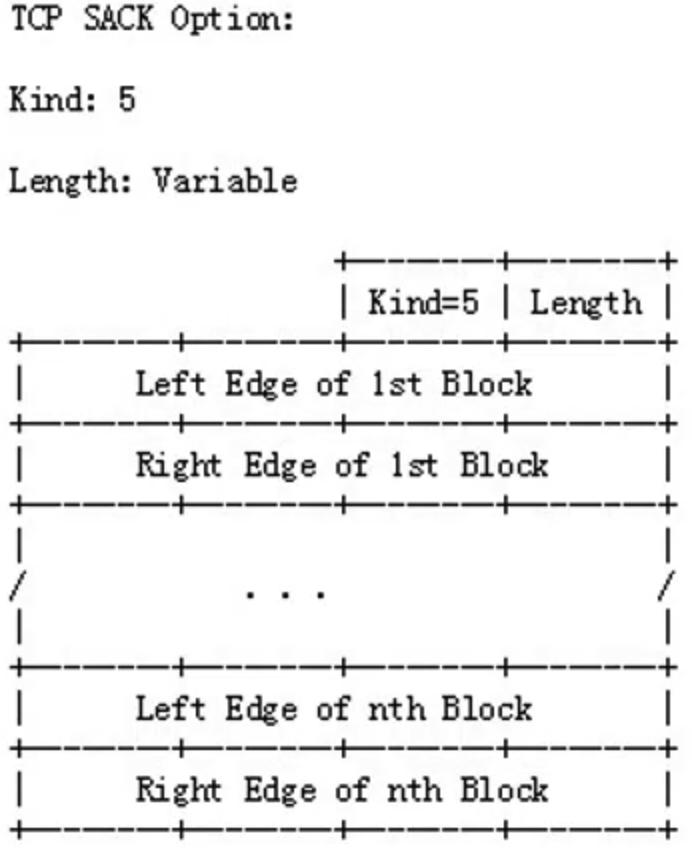 TCP SACK Option:
Kind: 5
Length: Variable
Kind=5 | Length
Left Edge of 1st Block
Right Edge of 1st Block
. . .
Left Edge of nth Block
Right Edge of nth Block